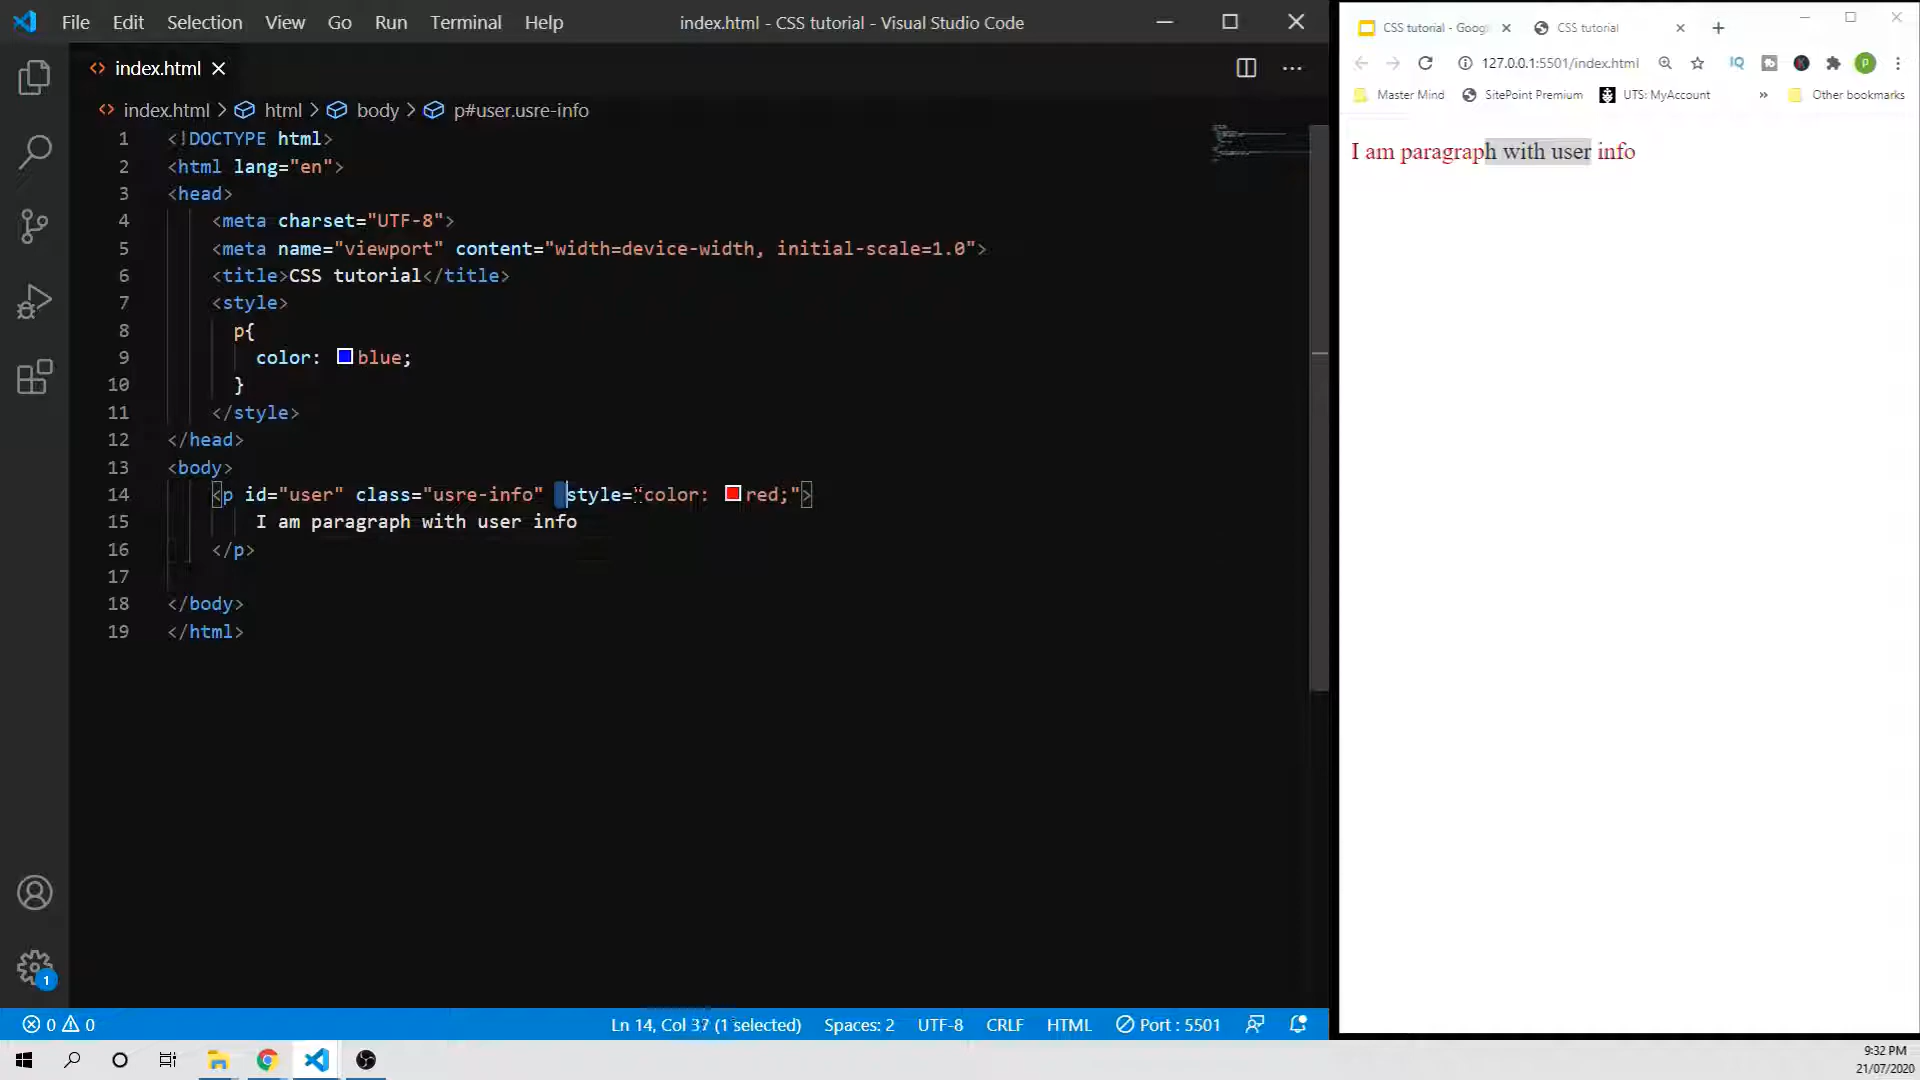 File Edit Selection View Go Run Terminal Help
index.html - CSS tutorial - Visual Studio Code
index.html
index.html > html > body > p#user.usre-info
1 <!DOCTYPE html>
2 <html lang="en">
3 <head>
4 <meta charset="UTF-8">
5 <meta name="viewport" content="width=device-width, initial-scale=1.0">
6 <title>CSS tutorial</title>
7 <style>
8 p{
9 color: blue;
10 }
11 </style>
12 </head>
13 <body>
14 <p id="user" class="usre-info" style="color: red;">
15 I am paragraph with user info
16 </p>
17
18 </body>
19 </html>
1
0 0
Ln 14, Col 37 (1 selected) Spaces: 2 UTF-8 CRLF HTML Port : 5501
CSS tutorial - Goog
CSS tutorial
127.0.0.1:5501/index.html
IQ
P
Master Mind SitePoint Premium UTS: MyAccount » Other bookmarks
I am paragraph with user info
9:32 PM
21/07/2020